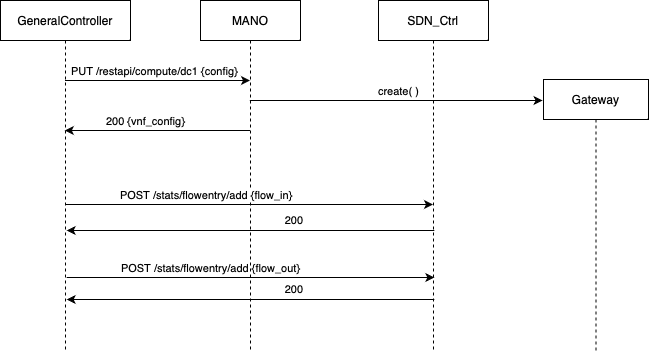 GeneralController
MANO
SDN_Ctrl
PUT /restapi/compute/dc1 {config}
create( )
Gateway
200 {vnf_config}
POST /stats/flowentry/add {flow_in}
200
POST /stats/flowentry/add {flow_out}
200